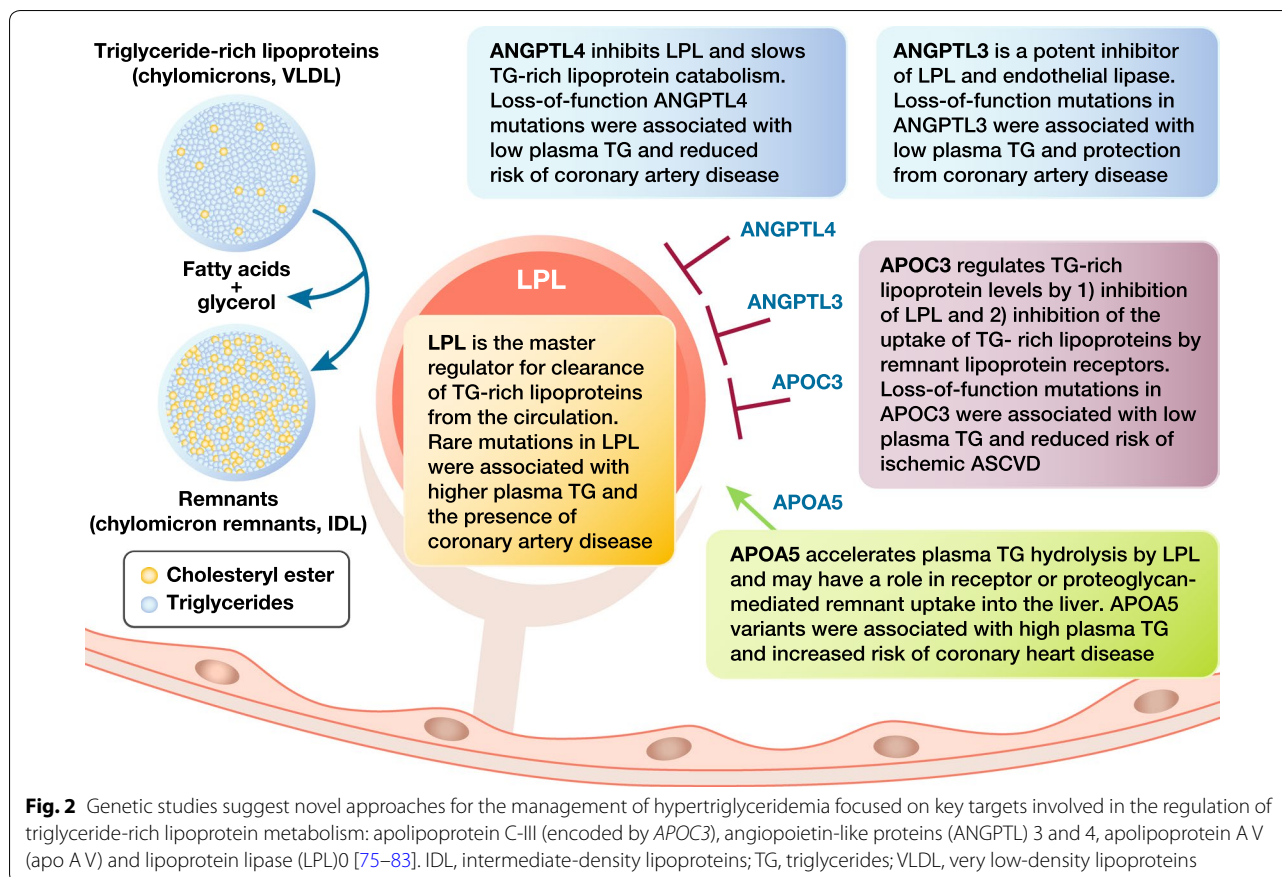 Triglyceride-rich lipoproteins
(chylomicrons, VLDL)
Fatty acids
+
glycerol
Remnants
(chylomicron remnants, IDL)
Cholesteryl ester
Triglycerides
ANGPTL4 inhibits LPL and slows
TG-rich lipoprotein catabolism.
Loss-of-function ANGPTL4
mutations were associated with
low plasma TG and reduced
risk of coronary artery disease
ANGPTL3 is a potent inhibitor
of LPL and endothelial lipase.
Loss-of-function mutations in
ANGPTL3 were associated with
low plasma TG and protection
from coronary artery disease
LPL
LPL is the master
regulator for clearance
of TG-rich lipoproteins
from the circulation.
Rare mutations in LPL
were associated with
higher plasma TG and
the presence of
coronary artery disease
ANGPTL4
ANGPTL3
APOC3
APOA5
APOC3 regulates TG-rich
lipoprotein levels by 1) inhibition
of LPL and 2) inhibition of the
uptake of TG- rich lipoproteins by
remnant lipoprotein receptors.
Loss-of-function mutations in
APOC3 were associated with low
plasma TG and reduced risk of
ischemic ASCVD
APOA5 accelerates plasma TG hydrolysis by LPL
and may have a role in receptor or proteoglycan-
mediated remnant uptake into the liver. APOA5
variants were associated with high plasma TG
and increased risk of coronary heart disease
Fig. 2 Genetic studies suggest novel approaches for the management of hypertriglyceridemia focused on key targets involved in the regulation of
triglyceride-rich lipoprotein metabolism: apolipoprotein C-III (encoded by APOC3), angiopoietin-like proteins (ANGPTL) 3 and 4, apolipoprotein A V
(apo A V) and lipoprotein lipase (LPL)0 [75–83]. IDL, intermediate-density lipoproteins; TG, triglycerides; VLDL, very low-density lipoproteins